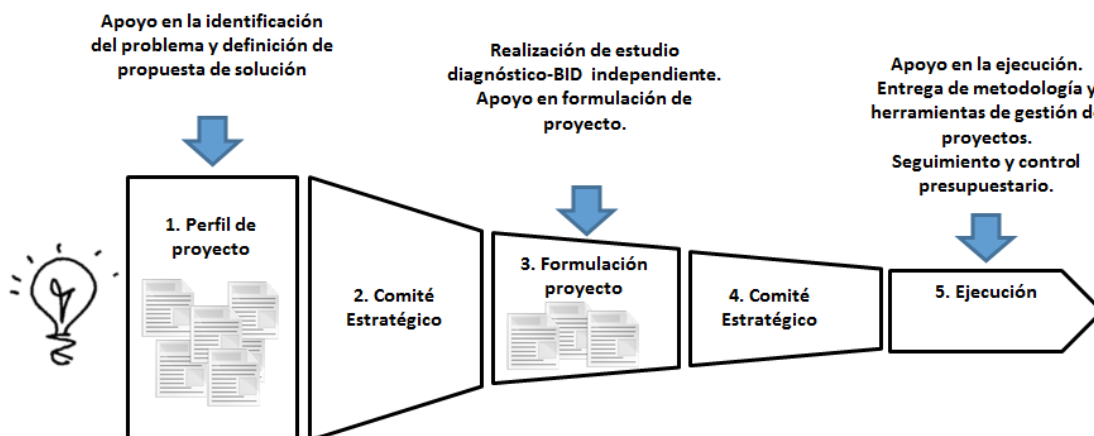 Apoyo en la identificación
del problema y definición de
propuesta de solución
Realización de estudio
diagnóstico-BID independiente.
Apoyo en formulación de
proyecto.
Apoyo en la ejecución.
Entrega de metodología y
herramientas de gestión d
proyectos.
Seguimiento y control
presupuestario.
1. Perfil de
proyecto
2. Comité
Estratégico
3. Formulación
proyecto
4. Comité
Estratégico
5. Ejecución